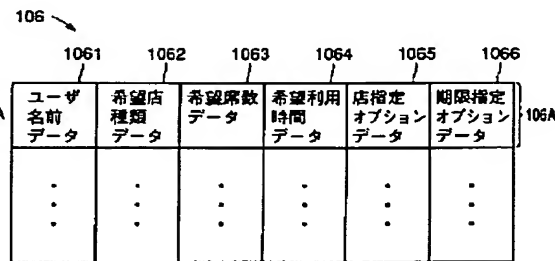 106
1061 1062 1063 1064 1065 1066
ユーザ 希望店 希望席数 希望利用 店指定 期限指定
名前 種類 データ 時間 オプション オプション
データ データ データ データ データ
106A